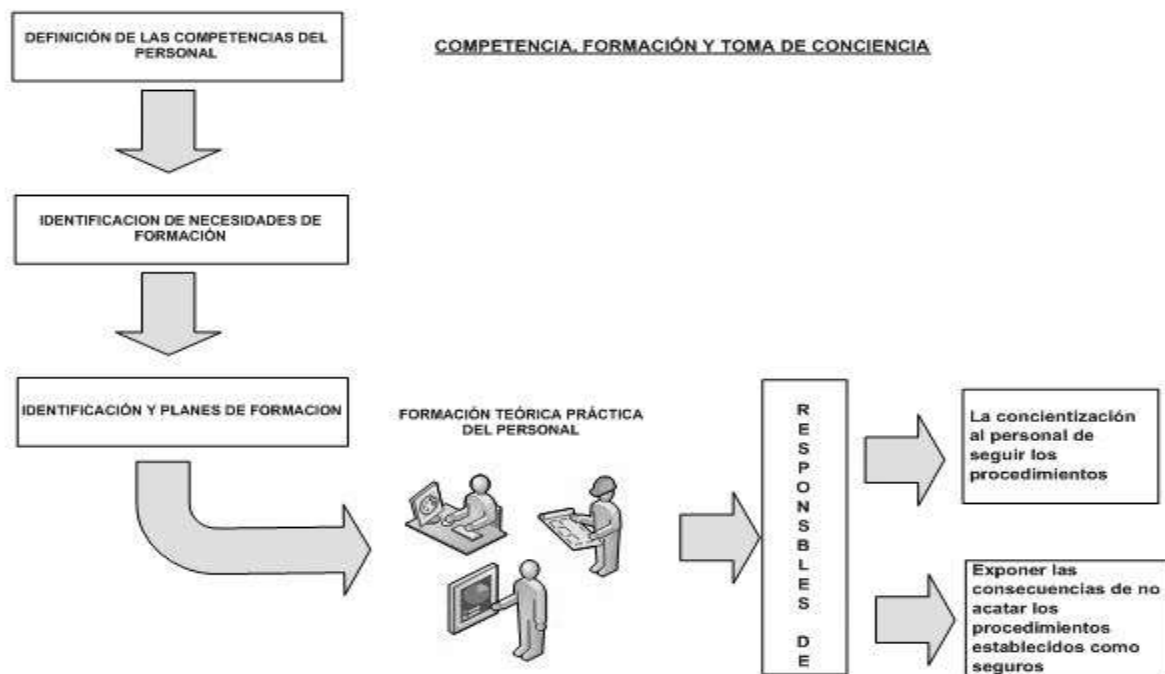 DEFINICIÓN DE LAS COMPETENCIAS DEL
PERSONAL
COMPETENCIA, FORMACIÓN Y TOMA DE CONCIENCIA
IDENTIFICACION DE NECESIDADES DE
FORMACIÓN
IDENTIFICACIÓN Y PLANES DE FORMACION
FORMACIÓN TEÓRICA PRÁCTICA
DEL PERSONAL
R
E
S
P
O
N
S
B
L
E
S
D
E
La concientización
al personal de
seguir los
procedimientos
Exponer las
consecuencias de no
acatar los
procedimientos
establecidos como
seguros